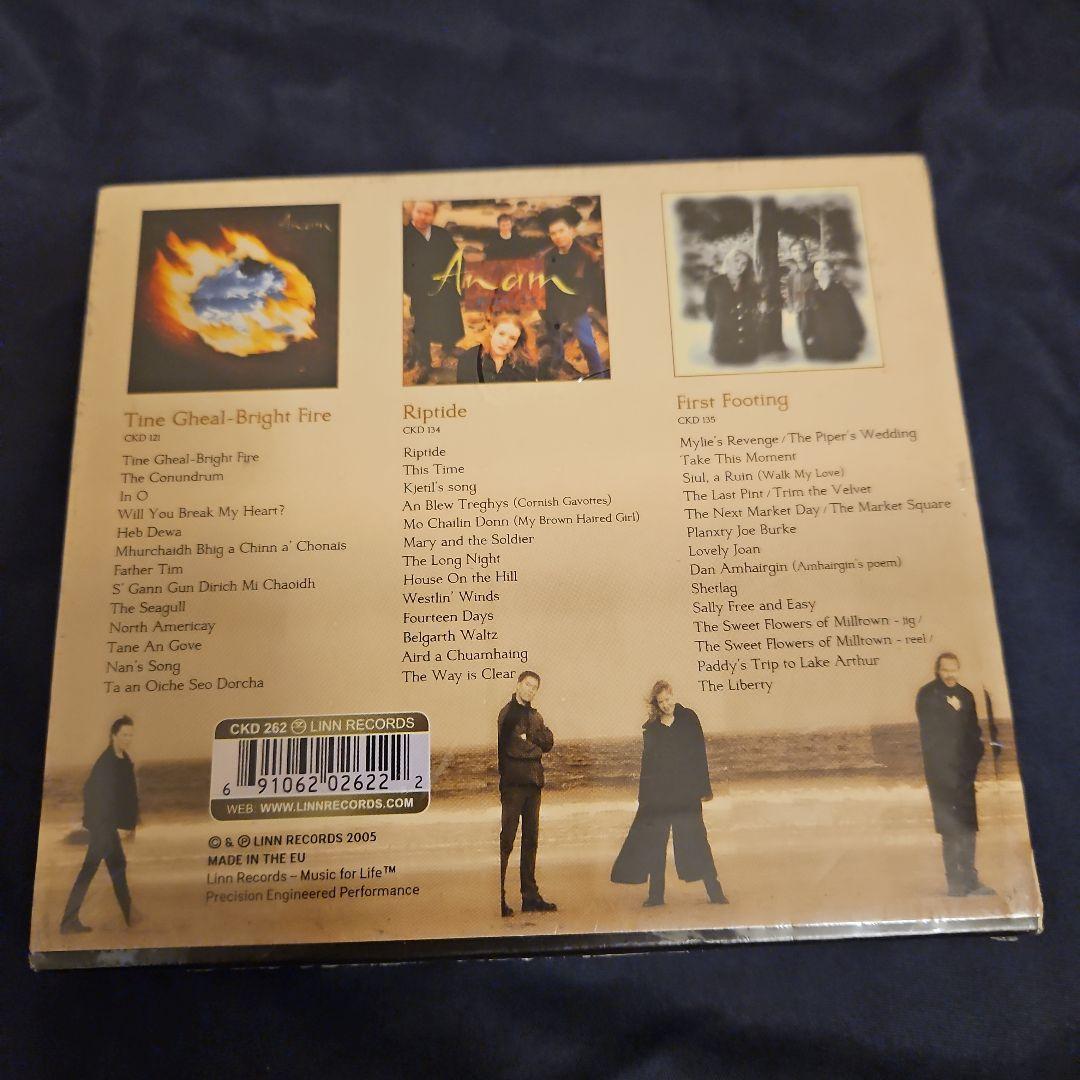 Anam
Anam
Tine Gheal-Bright Fire
CKD 121
Tine Gheal-Bright Fire
The Conundrum
In O
Will You Break My Heart?
Heb Dewa
Mhurchaidh Bhig a Chinn a' Chonais
Father Tim
S' Gann Gun Dirich Mi Chaoidh
The Seagull
North Americay
Tane An Gove
Nan's Song
Ta an Oiche Seo Dorcha
Riptide
CKD 134
Riptide
This Time
Kjetil's song
An Blew Treghys (Cornish Gavottes)
Mo Chailin Donn (My Brown Haired Girl)
Mary and the Soldier
The Long Night
House On the Hill
Westlin' Winds
Fourteen Days
Belgarth Waltz
Aird a Chuamhaing
The Way is Clear
First Footing
CKD 135
Mylie's Revenge / The Piper's Wedding
Take This Moment
Siul, a Ruin (Walk My Love)
The Last Pint / Trim the Velvet
The Next Market Day / The Market Square
Planxty Joe Burke
Lovely Joan
Dan Amhairgin (Amhairgin's poem)
Sherlag
Sally Free and Easy
The Sweet Flowers of Milltown - jig /
The Sweet Flowers of Milltown - reel /
Paddy's Trip to Lake Arthur
The Liberty
CKD 262 LINN RECORDS
6 91062 02622 2
WEB: WWW.LINNRECORDS.COM
© & ℗ LINN RECORDS 2005
MADE IN THE EU
Linn Records – Music for Life™
Precision Engineered Performance